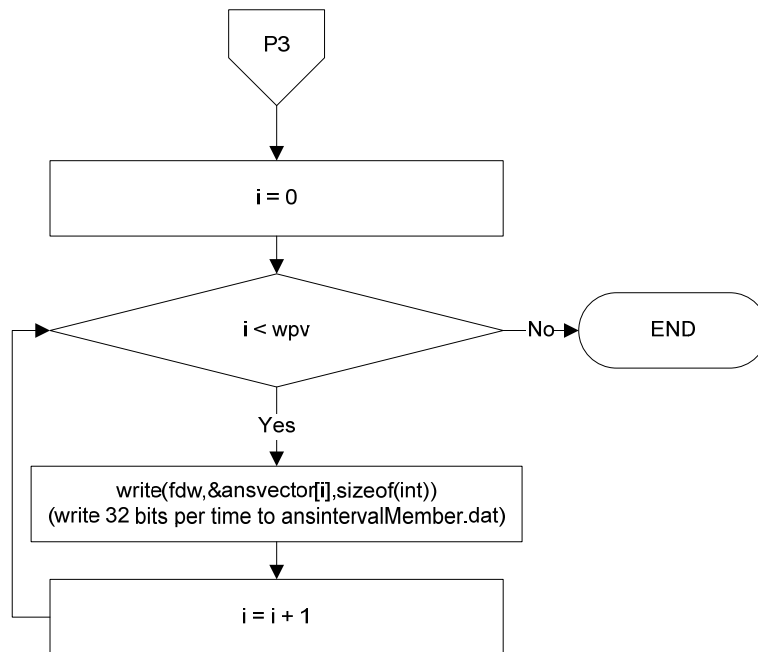 P3
i = 0
i < wpv
No
END
Yes
write(fdw,&ansvector[i],sizeof(int))
(write 32 bits per time to ansintervalMember.dat)
i = i + 1